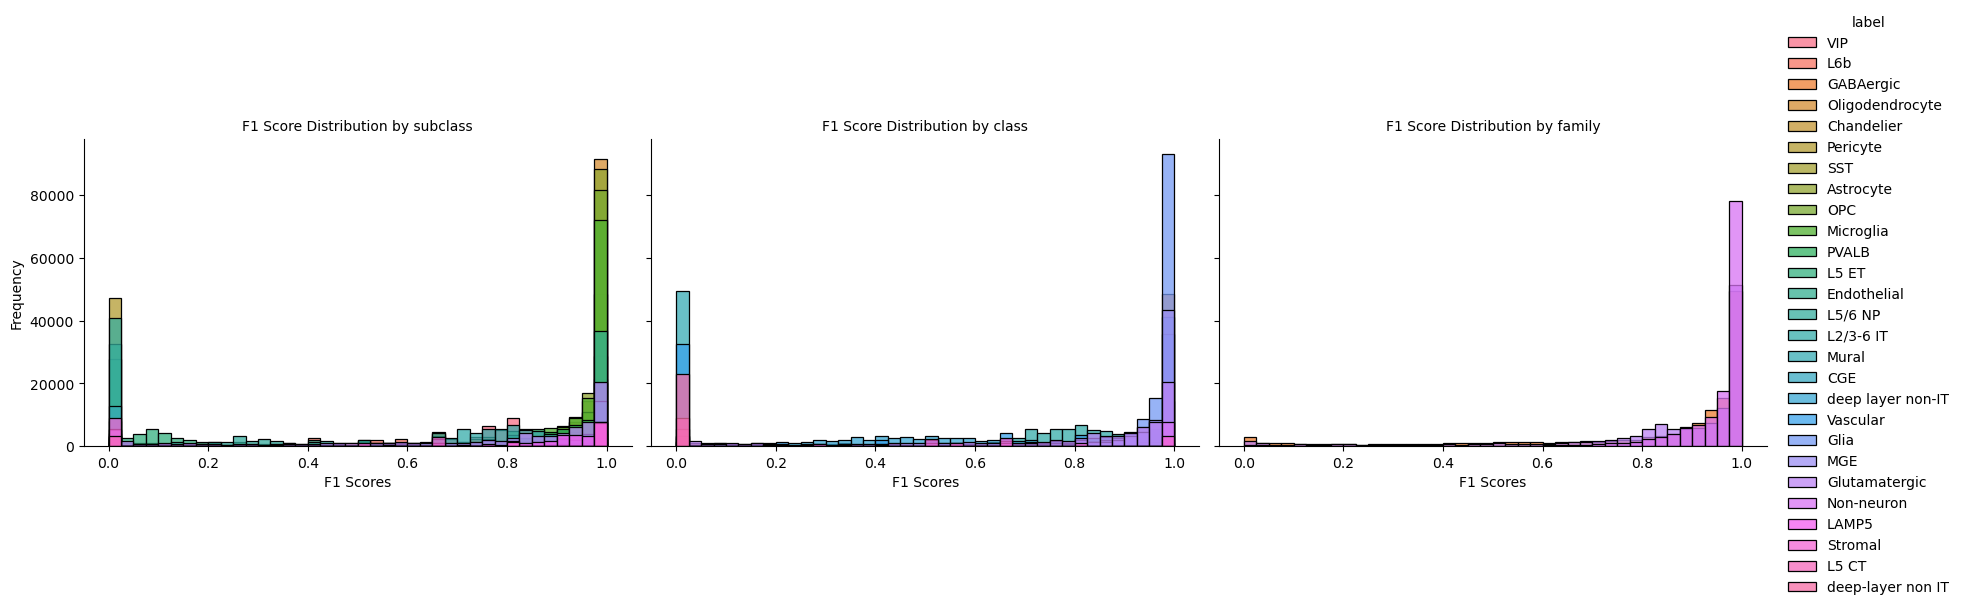 label
VIP
L6b
GABAergic
Oligodendrocyte
Chandelier
Pericyte
SST
Astrocyte
OPC
Microglia
PVALB
L5 ET
Endothelial
L5/6 NP
L2/3-6 IT
Mural
CGE
deep layer non-IT
Vascular
Glia
MGE
Glutamatergic
Non-neuron
LAMP5
Stromal
L5 CT
deep-layer non IT
F1 Score Distribution by subclass
F1 Score Distribution by class
F1 Score Distribution by family
Frequency
80000
60000
40000
20000
0
0.0 0.2 0.4 0.6 0.8 1.0
0.0 0.2 0.4 0.6 0.8 1.0
0.0 0.2 0.4 0.6 0.8 1.0
F1 Scores
F1 Scores
F1 Scores